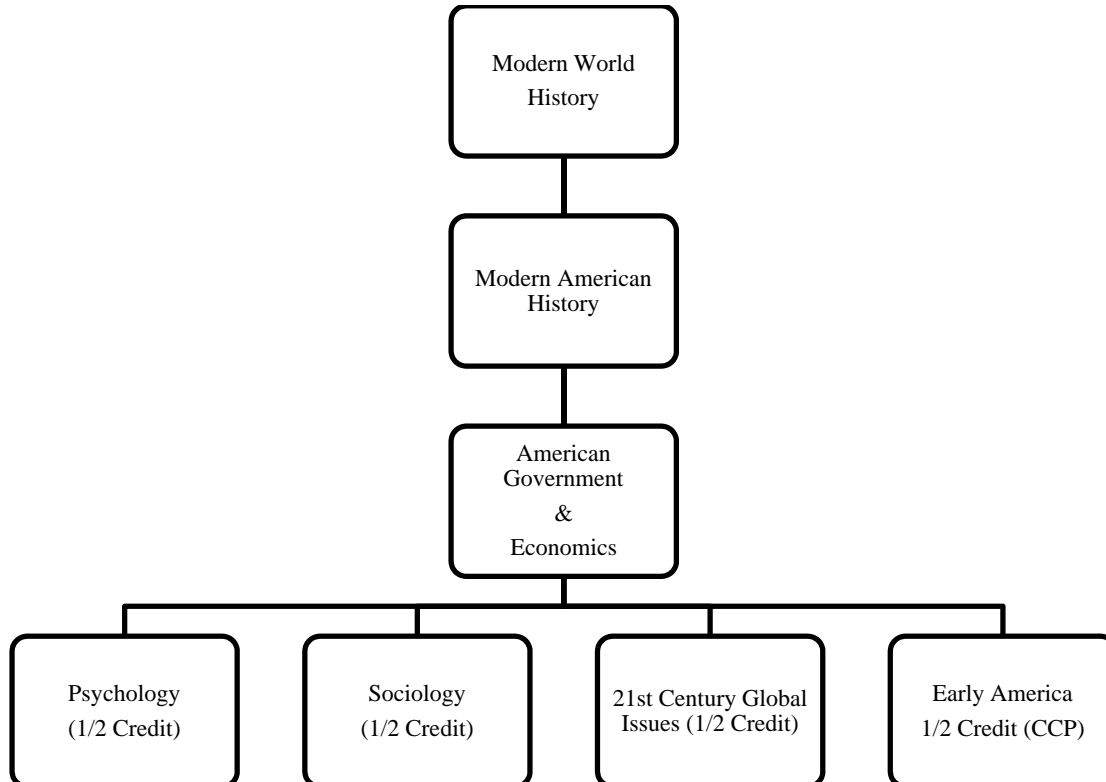 Modern World
History
Modern American
History
American
Government
&
Economics
Psychology
(1/2 Credit)
Sociology
(1/2 Credit)
21st Century Global
Issues (1/2 Credit)
Early America
1/2 Credit (CCP)